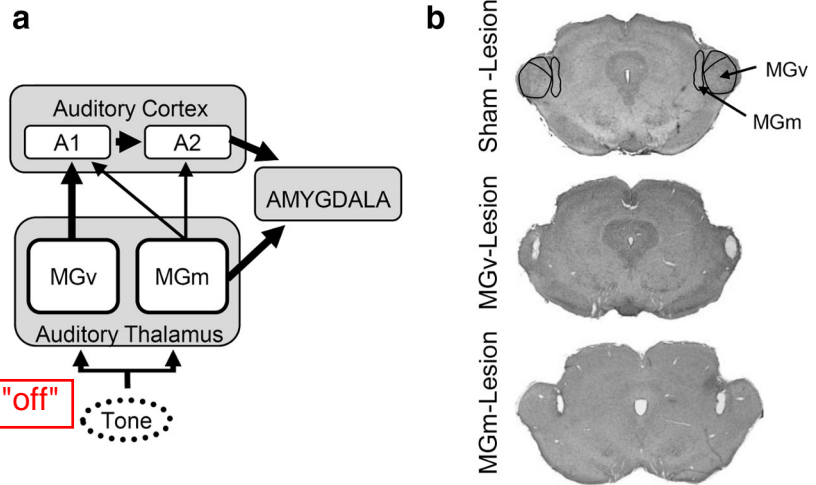 a
Auditory Cortex
A1
A2
AMYGDALA
MGv
MGm
Auditory Thalamus
"off"
Tone
b
Sham -Lesion
MGv
MGm
MGv-Lesion
MGm-Lesion